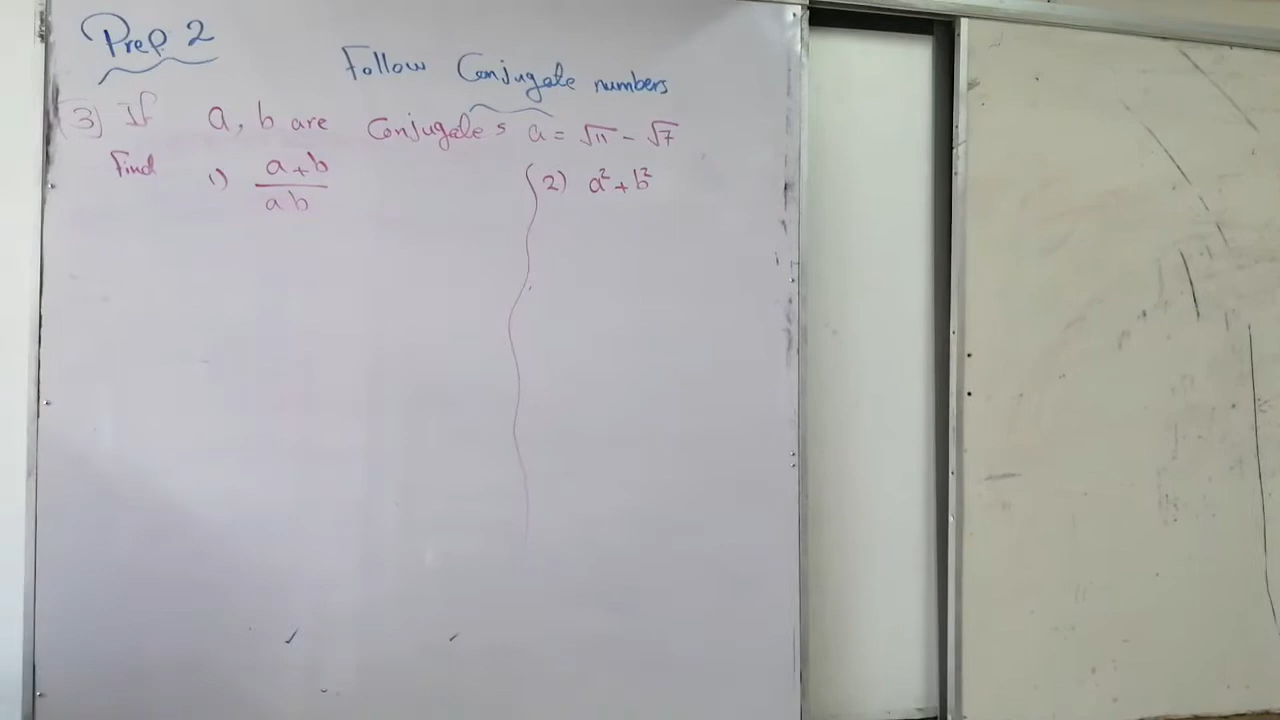 Prep 2
Follow Conjugate numbers
(3) If a, b are Conjugates a = √11 - √7
Find 1) a+b / ab
2) a² + b²